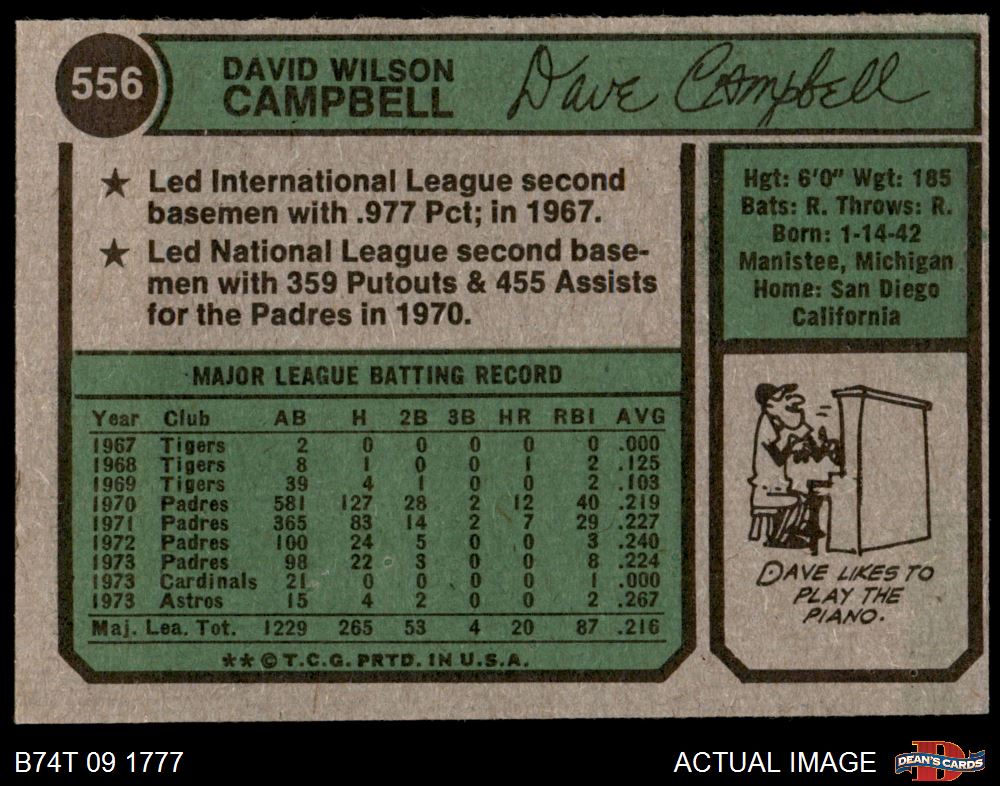 556
DAVID WILSON
CAMPBELL
Dave Campbell
★ Led International League second
basemen with .977 Pct; in 1967.
★ Led National League second base-
men with 359 Putouts & 455 Assists
for the Padres in 1970.
Hgt: 6'0" Wgt: 185
Bats: R. Throws: R.
Born: 1-14-42
Manistee, Michigan
Home: San Diego
California
MAJOR LEAGUE BATTING RECORD
Year Club AB H 2B 3B HR RBI AVG
1967 Tigers 2 0 0 0 0 0 .000
1968 Tigers 8 1 0 0 1 2 .125
1969 Tigers 39 4 1 0 0 2 .103
1970 Padres 581 127 28 2 12 40 .219
1971 Padres 365 83 14 2 7 29 .227
1972 Padres 100 24 5 0 0 3 .240
1973 Padres 98 22 3 0 0 8 .224
1973 Cardinals 21 0 0 0 0 1 .000
1973 Astros 15 4 2 0 0 2 .267
Maj. Lea. Tot. 1229 265 53 4 20 87 .216
** © T.C.G. PRTD. IN U.S.A.
DAVE LIKES TO
PLAY THE
PIANO.
B74T 09 1777
ACTUAL IMAGE
DEAN'S CARDS